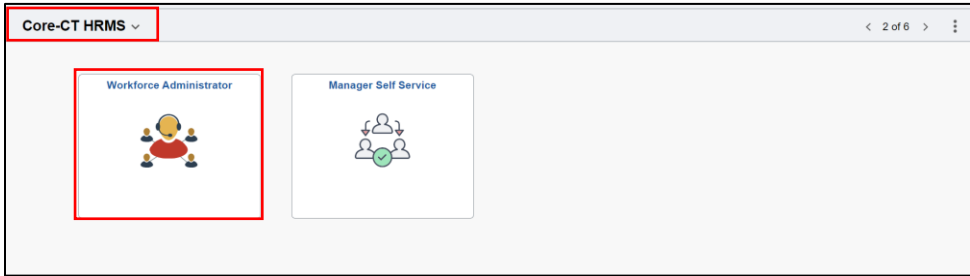 Core-CT HRMS
2 of 6
Workforce Administrator
Manager Self Service